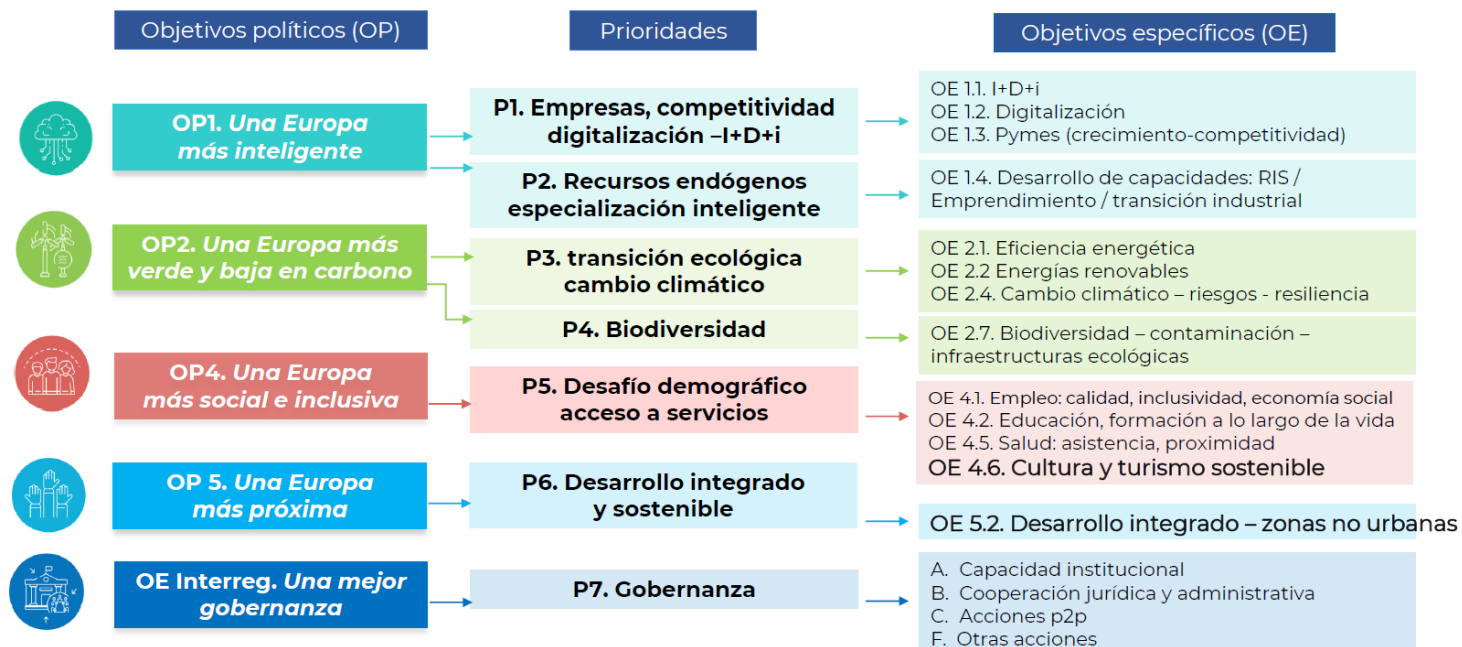 Objetivos políticos (OP)
Prioridades
Objetivos específicos (OE)
OP1. Una Europa
más inteligente
P1. Empresas, competitividad
digitalización –I+D+i
OE 1.1. I+D+i
OE 1.2. Digitalización
OE 1.3. Pymes (crecimiento-competitividad)
P2. Recursos endógenos
especialización inteligente
OE 1.4. Desarrollo de capacidades: RIS /
Emprendimiento / transición industrial
OP2. Una Europa más
verde y baja en carbono
P3. transición ecológica
cambio climático
OE 2.1. Eficiencia energética
OE 2.2 Energías renovables
OE 2.4. Cambio climático – riesgos - resiliencia
P4. Biodiversidad
OE 2.7. Biodiversidad – contaminación –
infraestructuras ecológicas
OP4. Una Europa
más social e inclusiva
P5. Desafío demográfico
acceso a servicios
OE 4.1. Empleo: calidad, inclusividad, economía social
OE 4.2. Educación, formación a lo largo de la vida
OE 4.5. Salud: asistencia, proximidad
OE 4.6. Cultura y turismo sostenible
OP 5. Una Europa
más próxima
P6. Desarrollo integrado
y sostenible
OE 5.2. Desarrollo integrado – zonas no urbanas
OE Interreg. Una mejor
gobernanza
P7. Gobernanza
A. Capacidad institucional
B. Cooperación jurídica y administrativa
C. Acciones p2p
F. Otras acciones